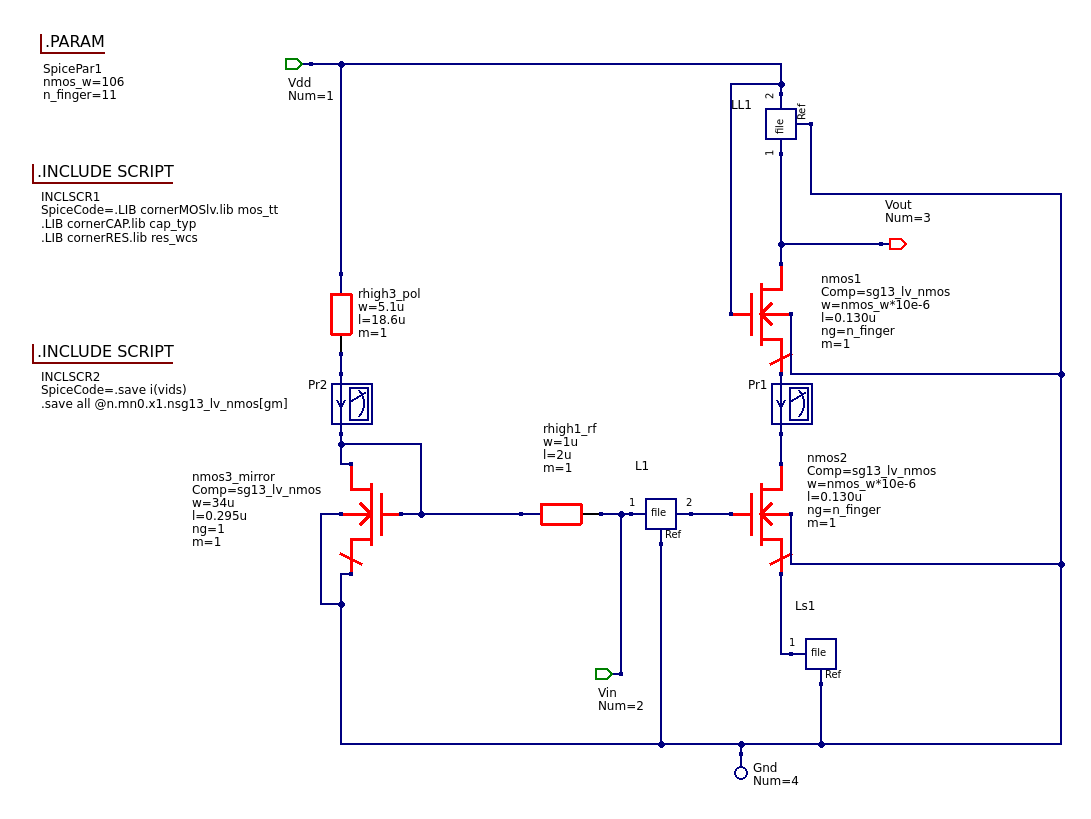 .PARAM
SpicePar1
nmos_w=106
n_finger=11
Vdd
Num=1
LL1
2
Ref
file
1
.INCLUDE SCRIPT
INCLSCR1
SpiceCode=.LIB cornerMOSlv.lib mos_tt
.LIB cornerCAP.lib cap_typ
.LIB cornerRES.lib res_wcs
Vout
Num=3
rhigh3_pol
w=5.1u
l=18.6u
m=1
nmos1
Comp=sg13_lv_nmos
w=nmos_w*10e-6
l=0.130u
ng=n_finger
m=1
.INCLUDE SCRIPT
INCLSCR2
SpiceCode=.save i(vids)
.save all @n.mn0.x1.nsg13_lv_nmos[gm]
Pr2
Pr1
rhigh1_rf
w=1u
l=2u
m=1
L1
1
file
2
Ref
nmos3_mirror
Comp=sg13_lv_nmos
w=34u
l=0.295u
ng=1
m=1
nmos2
Comp=sg13_lv_nmos
w=nmos_w*10e-6
l=0.130u
ng=n_finger
m=1
Ls1
1
file
Ref
Vin
Num=2
Gnd
Num=4